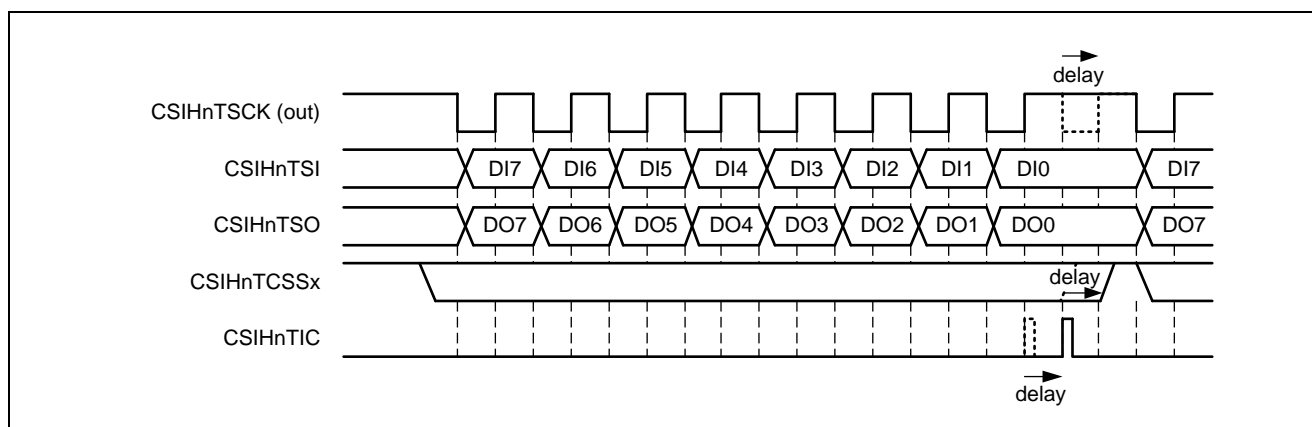 delay
CSIHnTSCK (out)
CSIHnTSI DI7 DI6 DI5 DI4 DI3 DI2 DI1 DI0 DI7
CSIHnTSO DO7 DO6 DO5 DO4 DO3 DO2 DO1 DO0 DO7
CSIHnTCSSx delay
CSIHnTIC
delay